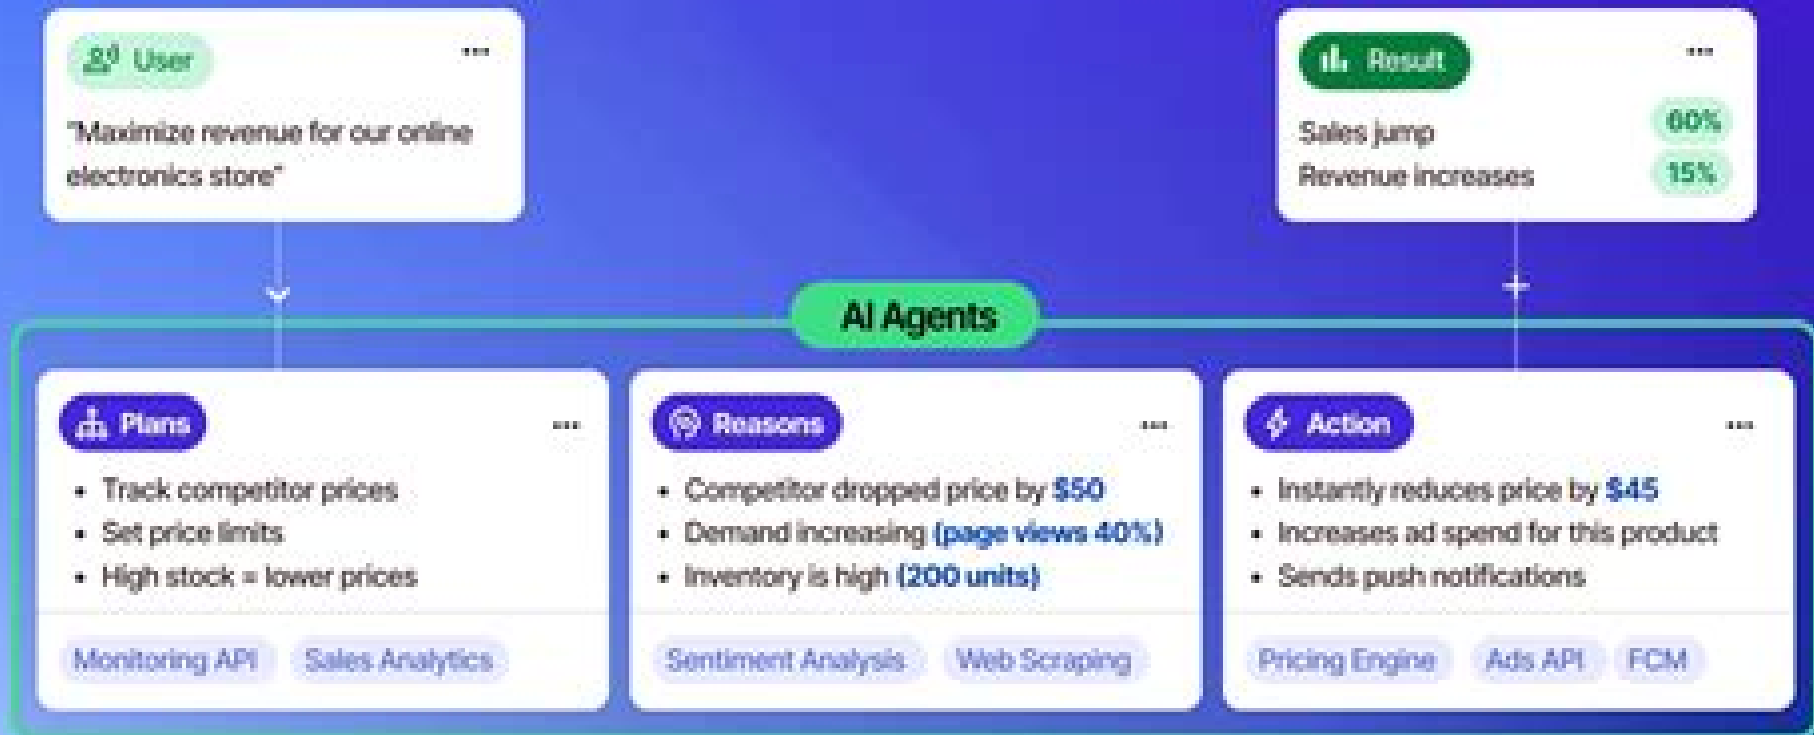 User
"Maximize revenue for our online
electronics store"
Result
Sales jump 60%
Revenue increases 15%
AI Agents
Plans
• Track competitor prices
• Set price limits
• High stock = lower prices
Monitoring API Sales Analytics
Reasons
• Competitor dropped price by $50
• Demand increasing (page views 40%)
• Inventory is high (200 units)
Sentiment Analysis Web Scraping
Action
• Instantly reduces price by $45
• Increases ad spend for this product
• Sends push notifications
Pricing Engine Ads API FCM